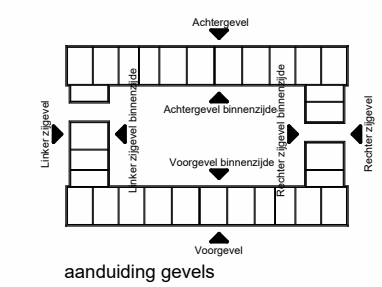 Achtergevel
Achtergevel binnenzijde
Linker zijgevel
Linker zijgevel binnenzijde
Rechter zijgevel binnenzijde
Rechter zijgevel
Voorgevel binnenzijde
Voorgevel
aanduiding gevels